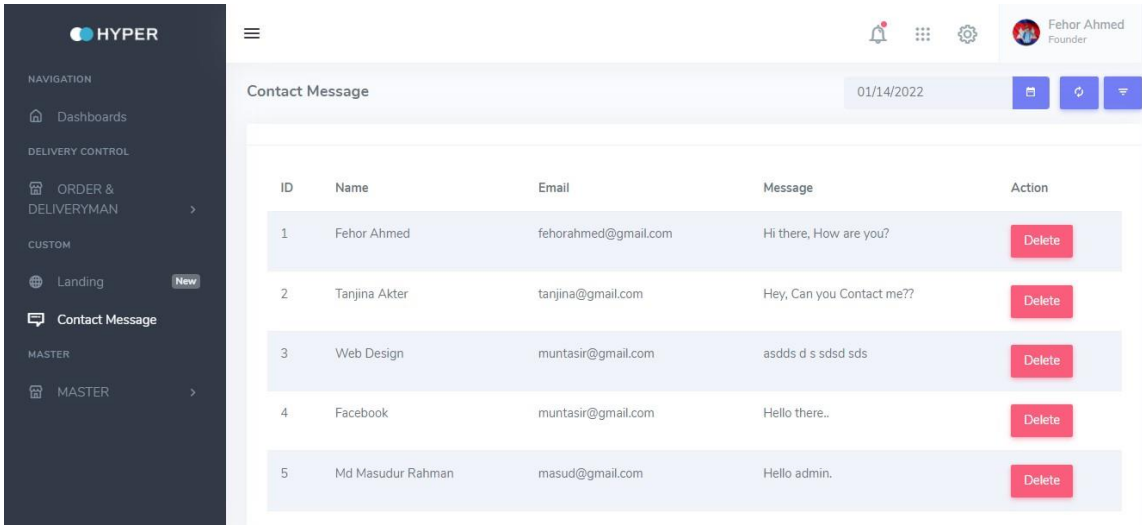 HYPER
Fehor Ahmed
Founder
NAVIGATION
Dashboards
DELIVERY CONTROL
ORDER &
DELIVERYMAN
CUSTOM
Landing New
Contact Message
MASTER
MASTER
Contact Message 01/14/2022
ID Name Email Message Action
1 Fehor Ahmed fehorahmed@gmail.com Hi there, How are you? Delete
2 Tanjina Akter tanjina@gmail.com Hey, Can you Contact me?? Delete
3 Web Design muntasir@gmail.com asdds d s sdsd sds Delete
4 Facebook muntasir@gmail.com Hello there.. Delete
5 Md Masudur Rahman masud@gmail.com Hello admin. Delete